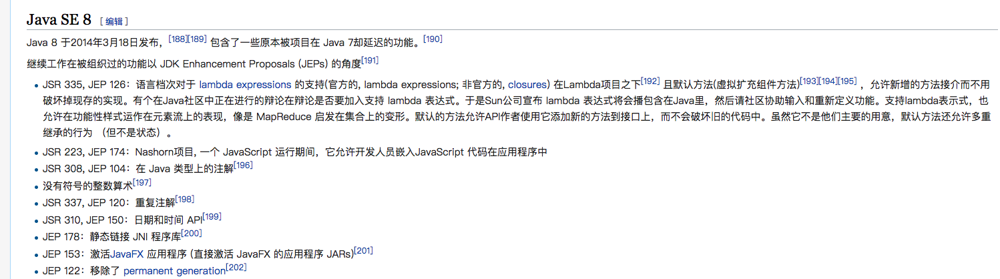 Java SE 8 [ 编辑 ]
Java 8 于2014年3月18日发布，[188][189] 包含了一些原本被项目在 Java 7却延迟的功能。[190]
继续工作在被组织过的功能以 JDK Enhancement Proposals (JEPs) 的角度[191]
• JSR 335, JEP 126：语言档次对于 lambda expressions 的支持(官方的, lambda expressions; 非官方的, closures) 在Lambda项目之下[192] 且默认方法(虚拟扩充组件方法)[193][194][195] ，允许新增的方法接介而不用
破坏掉现存的实现。有个在Java社区中正在进行的辩论在辩论是否要加入支持 lambda 表达式。于是Sun公司宣布 lambda 表达式将会播包含在Java里，然后请社区协助输入和重新定义功能。支持lambda表示式，也
允许在功能性样式运作在元素流上的表现，像是 MapReduce 启发在集合上的变形。默认的方法允许API作者使用它添加新的方法到接口上，而不会破坏旧的代码中。虽然它不是他们主要的用意，默认方法还允许多重
继承的行为 （但不是状态）。
• JSR 223, JEP 174：Nashorn项目, 一个 JavaScript 运行期间，它允许开发人员嵌入JavaScript 代码在应用程序中
• JSR 308, JEP 104：在 Java 类型上的注解[196]
• 没有符号的整数算术[197]
• JSR 337, JEP 120：重复注解[198]
• JSR 310, JEP 150：日期和时间 API[199]
• JEP 178：静态链接 JNI 程序库[200]
• JEP 153：激活JavaFX 应用程序 (直接激活 JavaFX 的应用程序 JARs)[201]
• JEP 122：移除了 permanent generation[202]